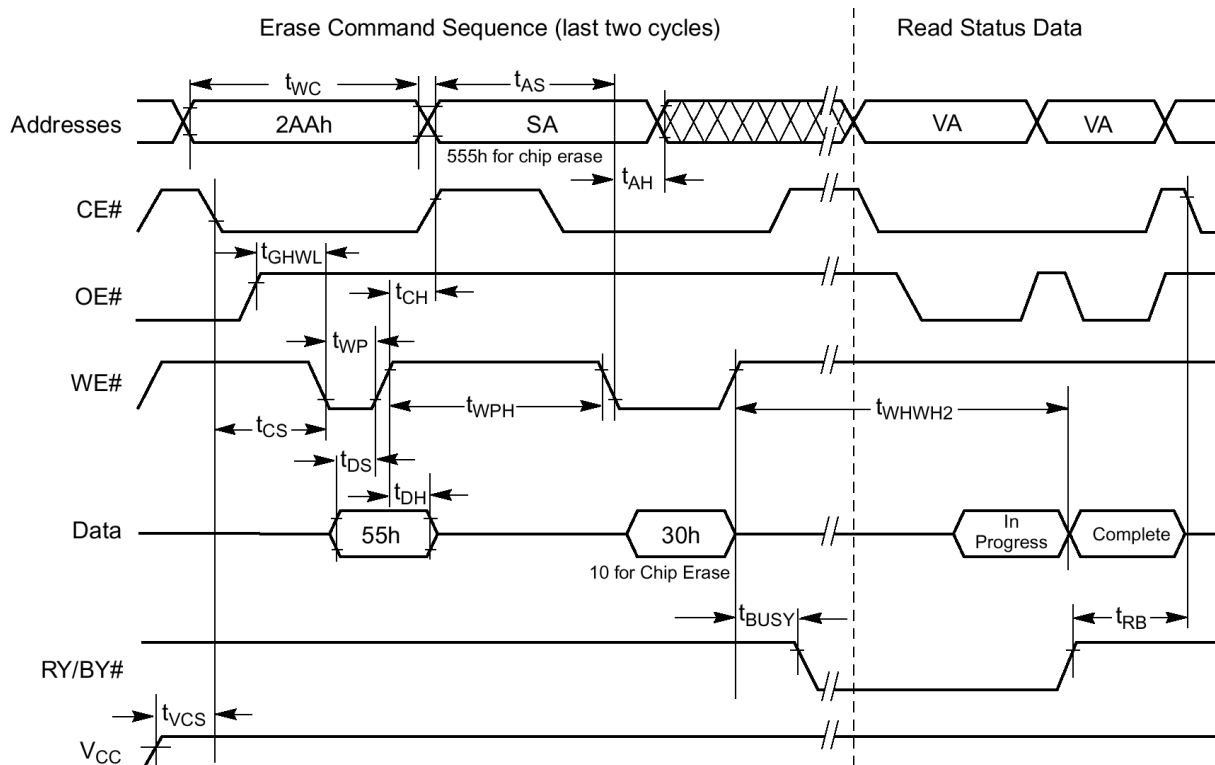 Erase Command Sequence (last two cycles)
Read Status Data
tWC
tAS
Addresses
2AAh
SA
VA
VA
555h for chip erase
tAH
CE#
tGHWL
OE#
tCH
tWP
WE#
tWPH
tWHWH2
tCS
tDS
tDH
Data
55h
30h
In
Progress
Complete
10 for Chip Erase
tBUSY
tRB
RY/BY#
tVCS
VCC